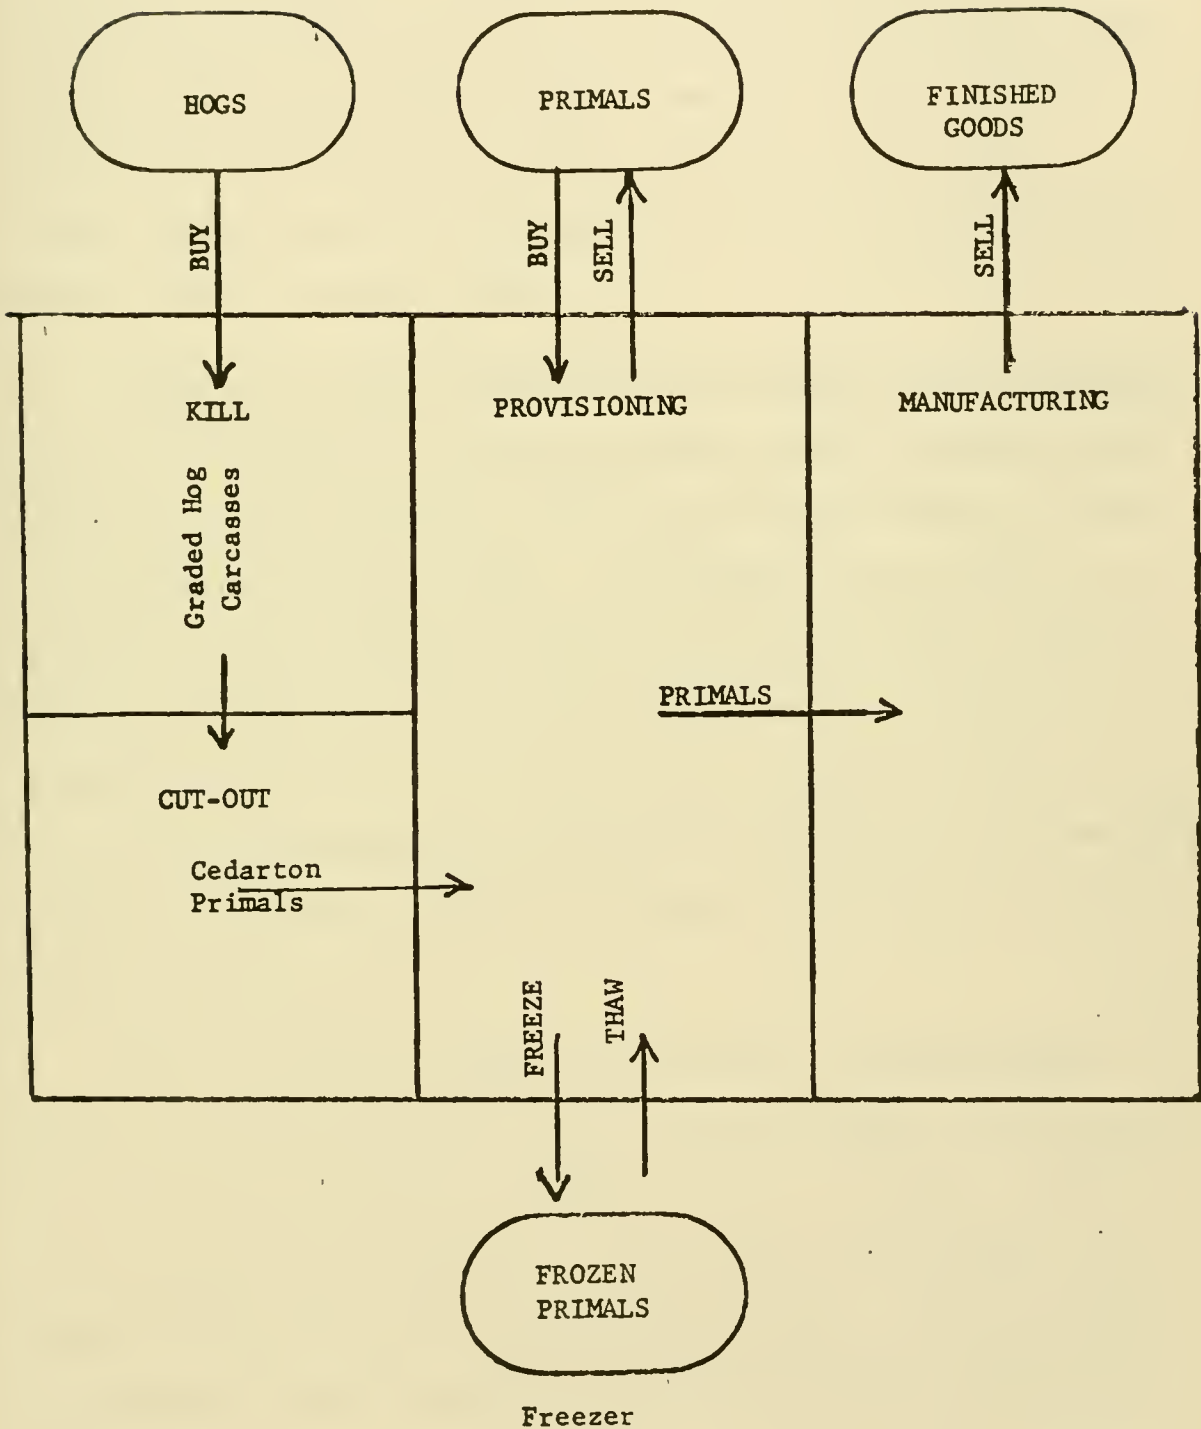 HOGS
PRIMALS
FINISHED
GOODS
BUY
BUY
SELL
SELL
KILL
PROVISIONING
MANUFACTURING
Graded Hog
Carcasses
PRIMALS
CUT-OUT
Cedarton
Primals
FREEZE
THAW
FROZEN
PRIMALS
Freezer